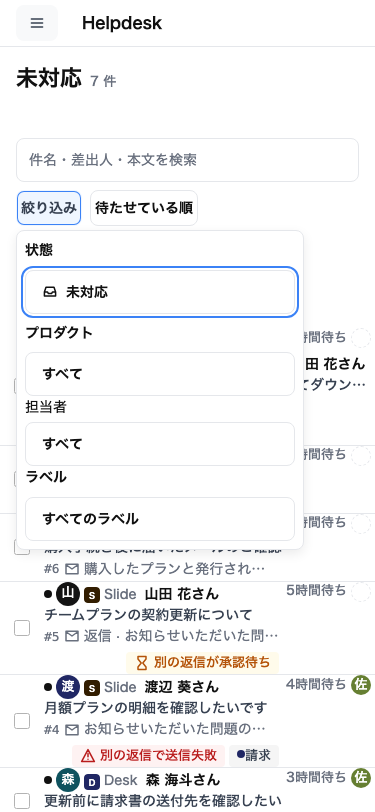 Helpdesk
未対応 7 件
件名・差出人・本文を検索
絞り込み 待たせている順
状態
未対応
プロダクト
すべて
担当者
すべて
ラベル
すべてのラベル
時間待ち
田 花さん
てダウン…
時間待ち
時間待ち
#6 購入したプランと発行され…
山 S Slide 山田 花さん 5時間待ち
チームプランの契約更新について
#5 返信 · お知らせいただいた問…
別の返信が承認待ち
渡 S Slide 渡辺 葵さん 4時間待ち 佐
月額プランの明細を確認したいです
#4 お知らせいただいた問題の…
別の返信で送信失敗 請求
森 D Desk 森 海斗さん 3時間待ち 佐
更新前に請求書の送付先を確認したい